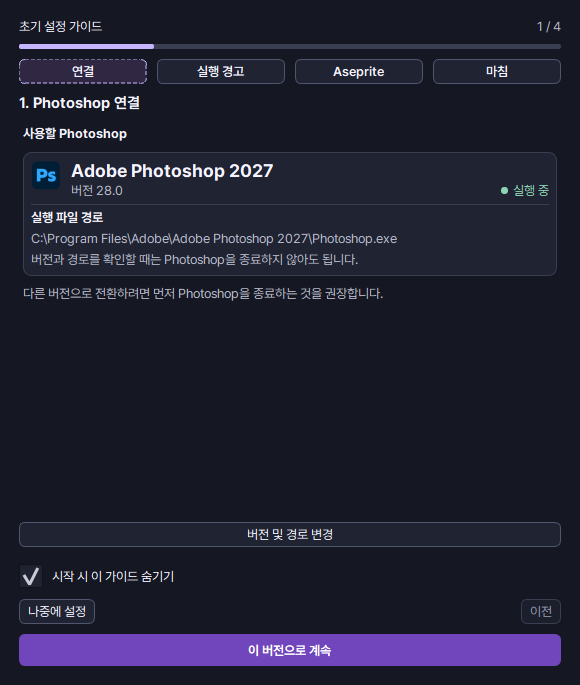 초기 설정 가이드
1 / 4
연결
실행 경고
Aseprite
마침
1. Photoshop 연결
사용할 Photoshop
Ps
Adobe Photoshop 2027
버전 28.0
실행 중
실행 파일 경로
C:\Program Files\Adobe\Adobe Photoshop 2027\Photoshop.exe
버전과 경로를 확인할 때는 Photoshop을 종료하지 않아도 됩니다.
다른 버전으로 전환하려면 먼저 Photoshop을 종료하는 것을 권장합니다.
버전 및 경로 변경
시작 시 이 가이드 숨기기
나중에 설정
이전
이 버전으로 계속